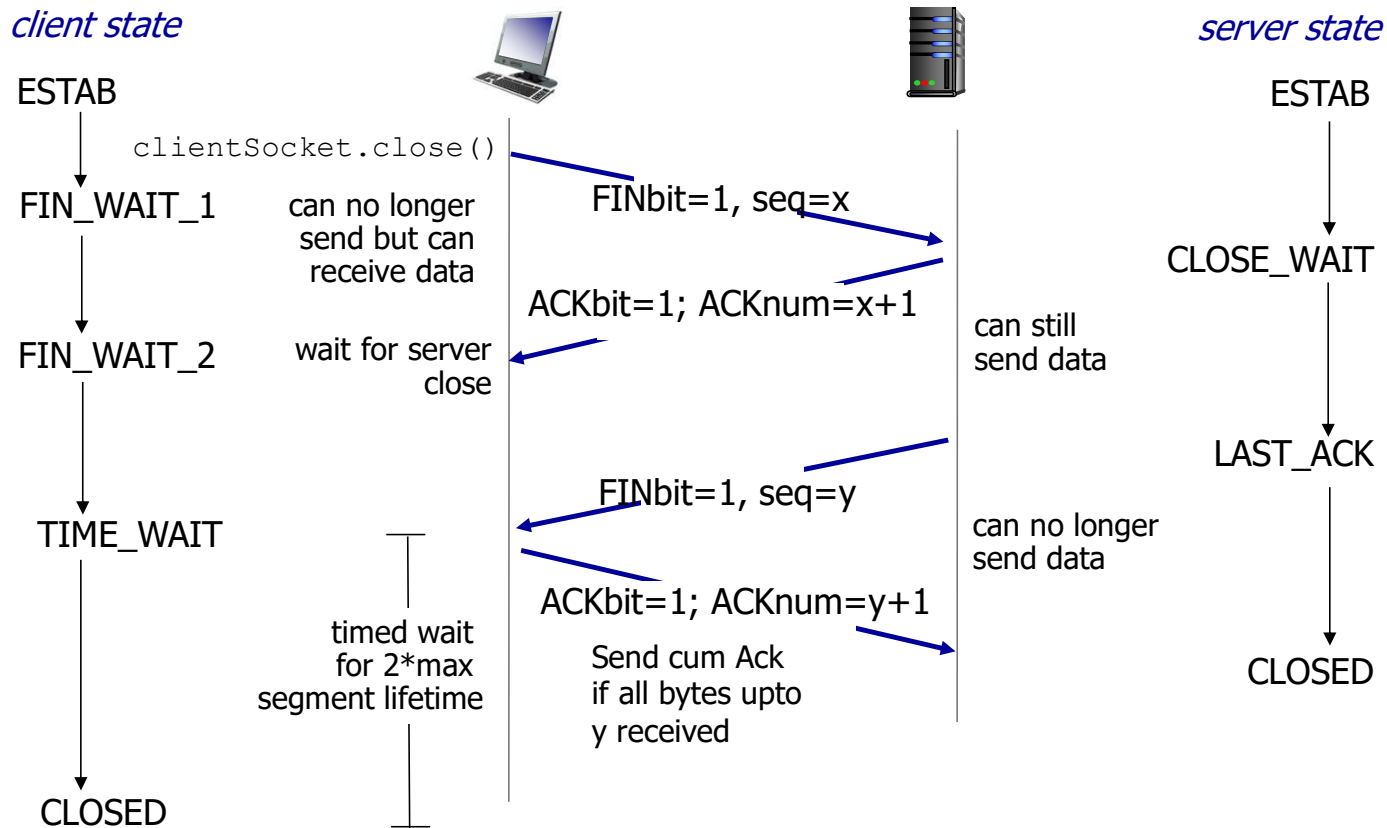 client state
server state
ESTAB
ESTAB
clientSocket.close()
FIN_WAIT_1
can no longer
send but can
receive data
FINbit=1, seq=x
CLOSE_WAIT
ACKbit=1; ACKnum=x+1
can still
send data
FIN_WAIT_2
wait for server
close
LAST_ACK
FINbit=1, seq=y
can no longer
send data
TIME_WAIT
ACKbit=1; ACKnum=y+1
timed wait
for 2*max
segment lifetime
Send cum Ack
if all bytes upto
y received
CLOSED
CLOSED